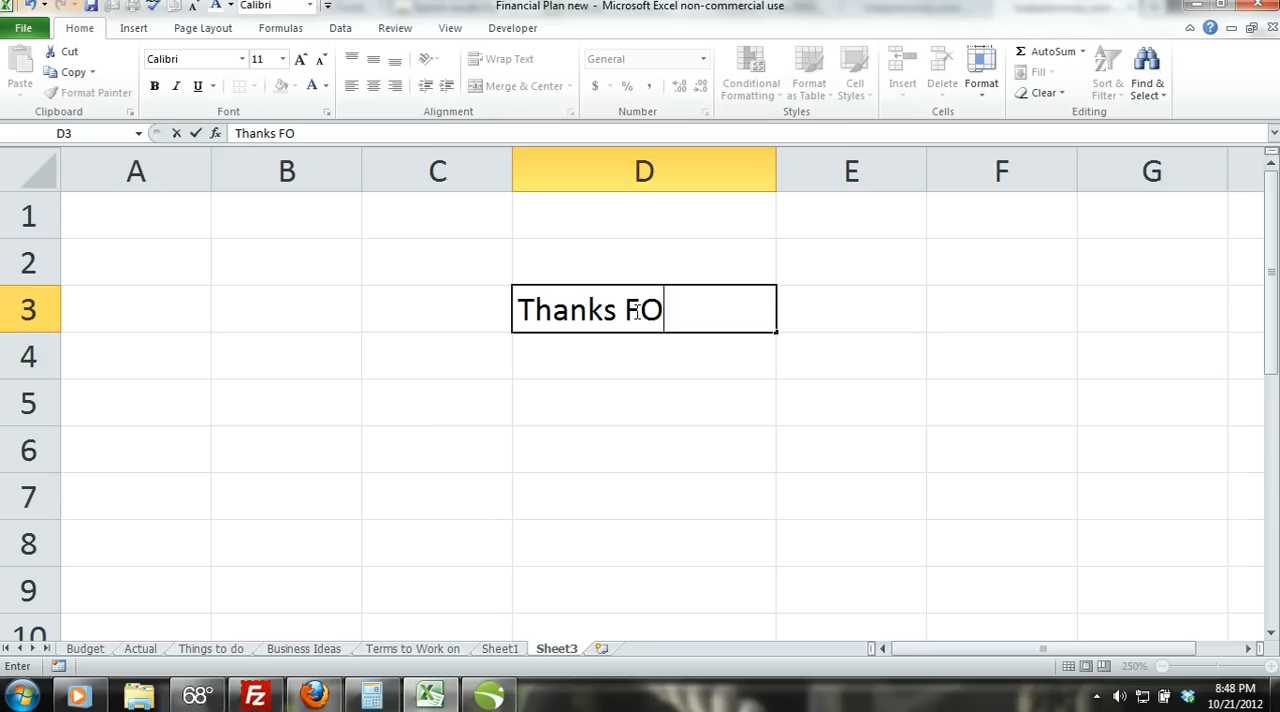 Calibri
Financial Plan new - Microsoft Excel non-commercial use
File Home Insert Page Layout Formulas Data Review View Developer
Paste
Cut
Copy
Format Painter
Clipboard
Calibri 11
B I U
Font
Wrap Text
Merge & Center
Alignment
General
$ % ,
Number
Conditional Formatting
Format as Table
Cell Styles
Styles
Insert Delete Format
Cells
Σ AutoSum
Fill
Clear
Sort & Filter
Find & Select
Editing
D3 fx Thanks FO
A B C D E F G
1
2
3 Thanks FO
4
5
6
7
8
9
10
Budget Actual Things to do Business Ideas Terms to Work on Sheet1 Sheet3
Enter 250%
68° 8:48 PM
10/21/2012